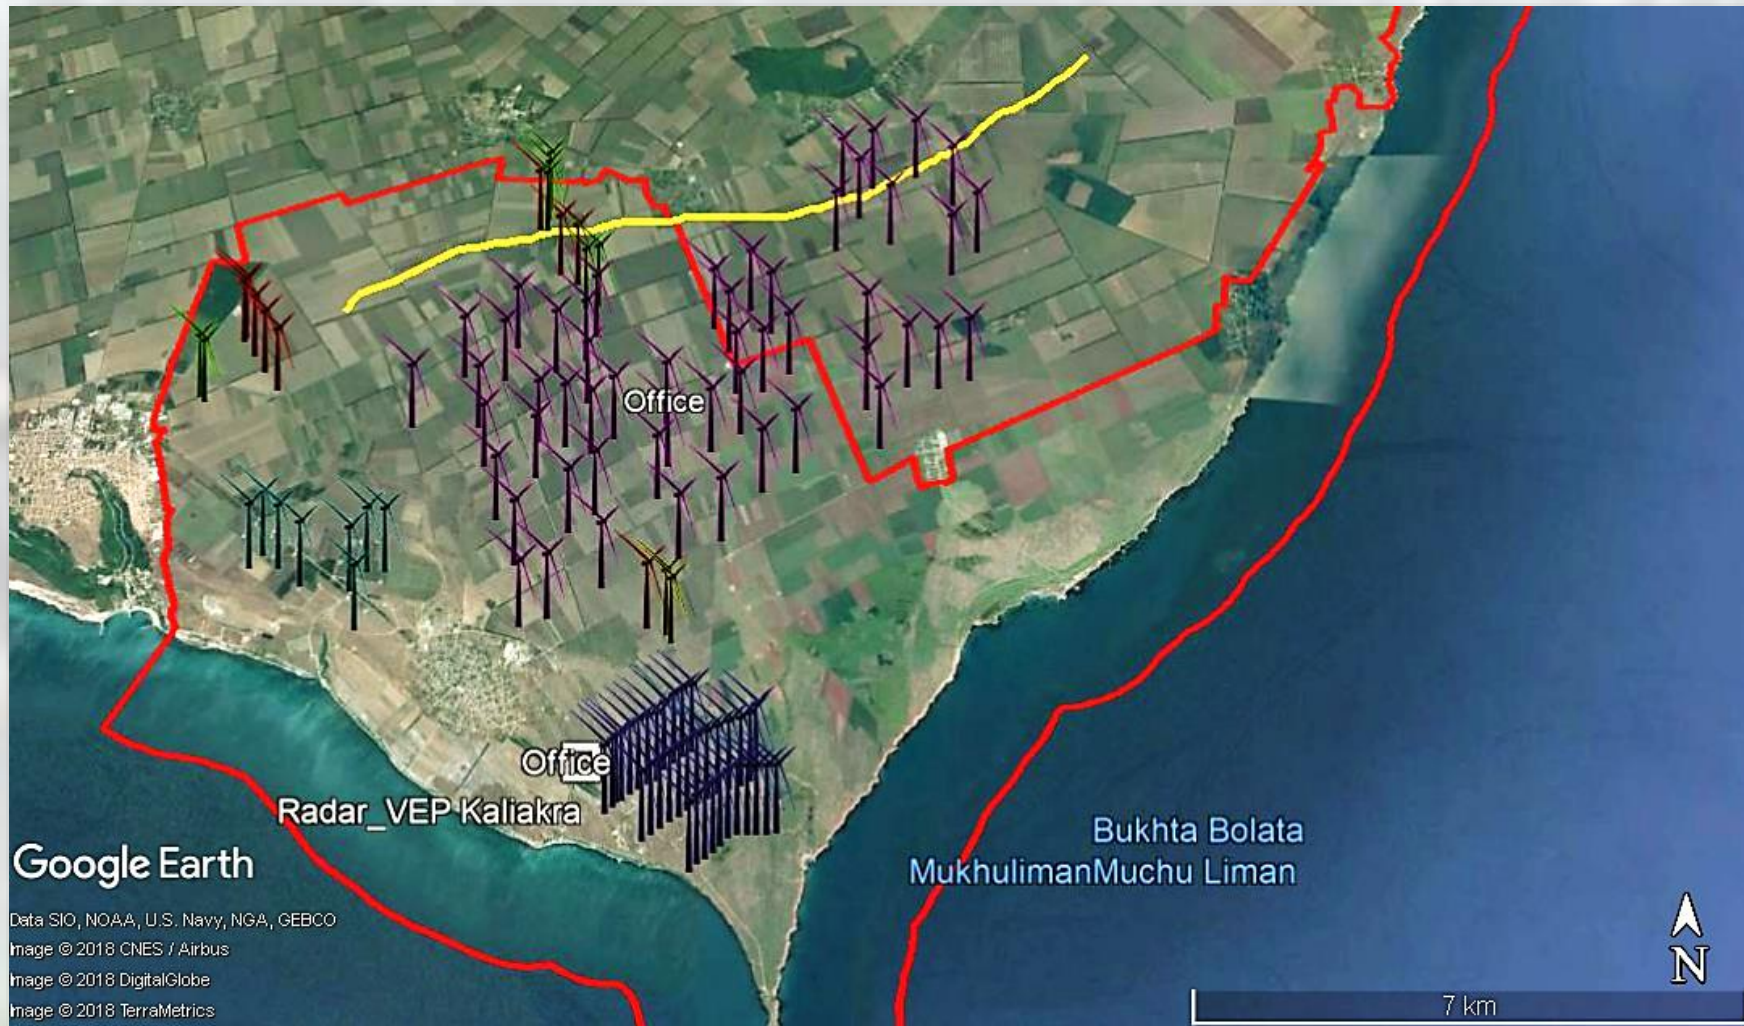 Office
Office
Radar_VEP Kaliakra
Bukhta Bolata
MukhulimanMuchu Liman
Google Earth
Data SIO, NOAA, U.S. Navy, NGA, GEBCO
Image © 2018 CNES / Airbus
Image © 2018 DigitalGlobe
Image © 2018 TerraMetrics
N
7 km